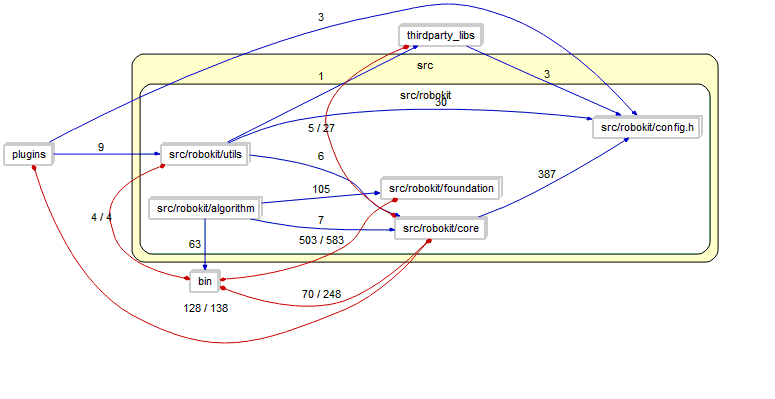 3
thirdparty_libs
src
1
3
src/robokit
30
5 / 27
src/robokit/config.h
9
plugins
src/robokit/utils
6
387
105
src/robokit/foundation
src/robokit/algorithm
4 / 4
7
src/robokit/core
63
503 / 583
bin
70 / 248
128 / 138